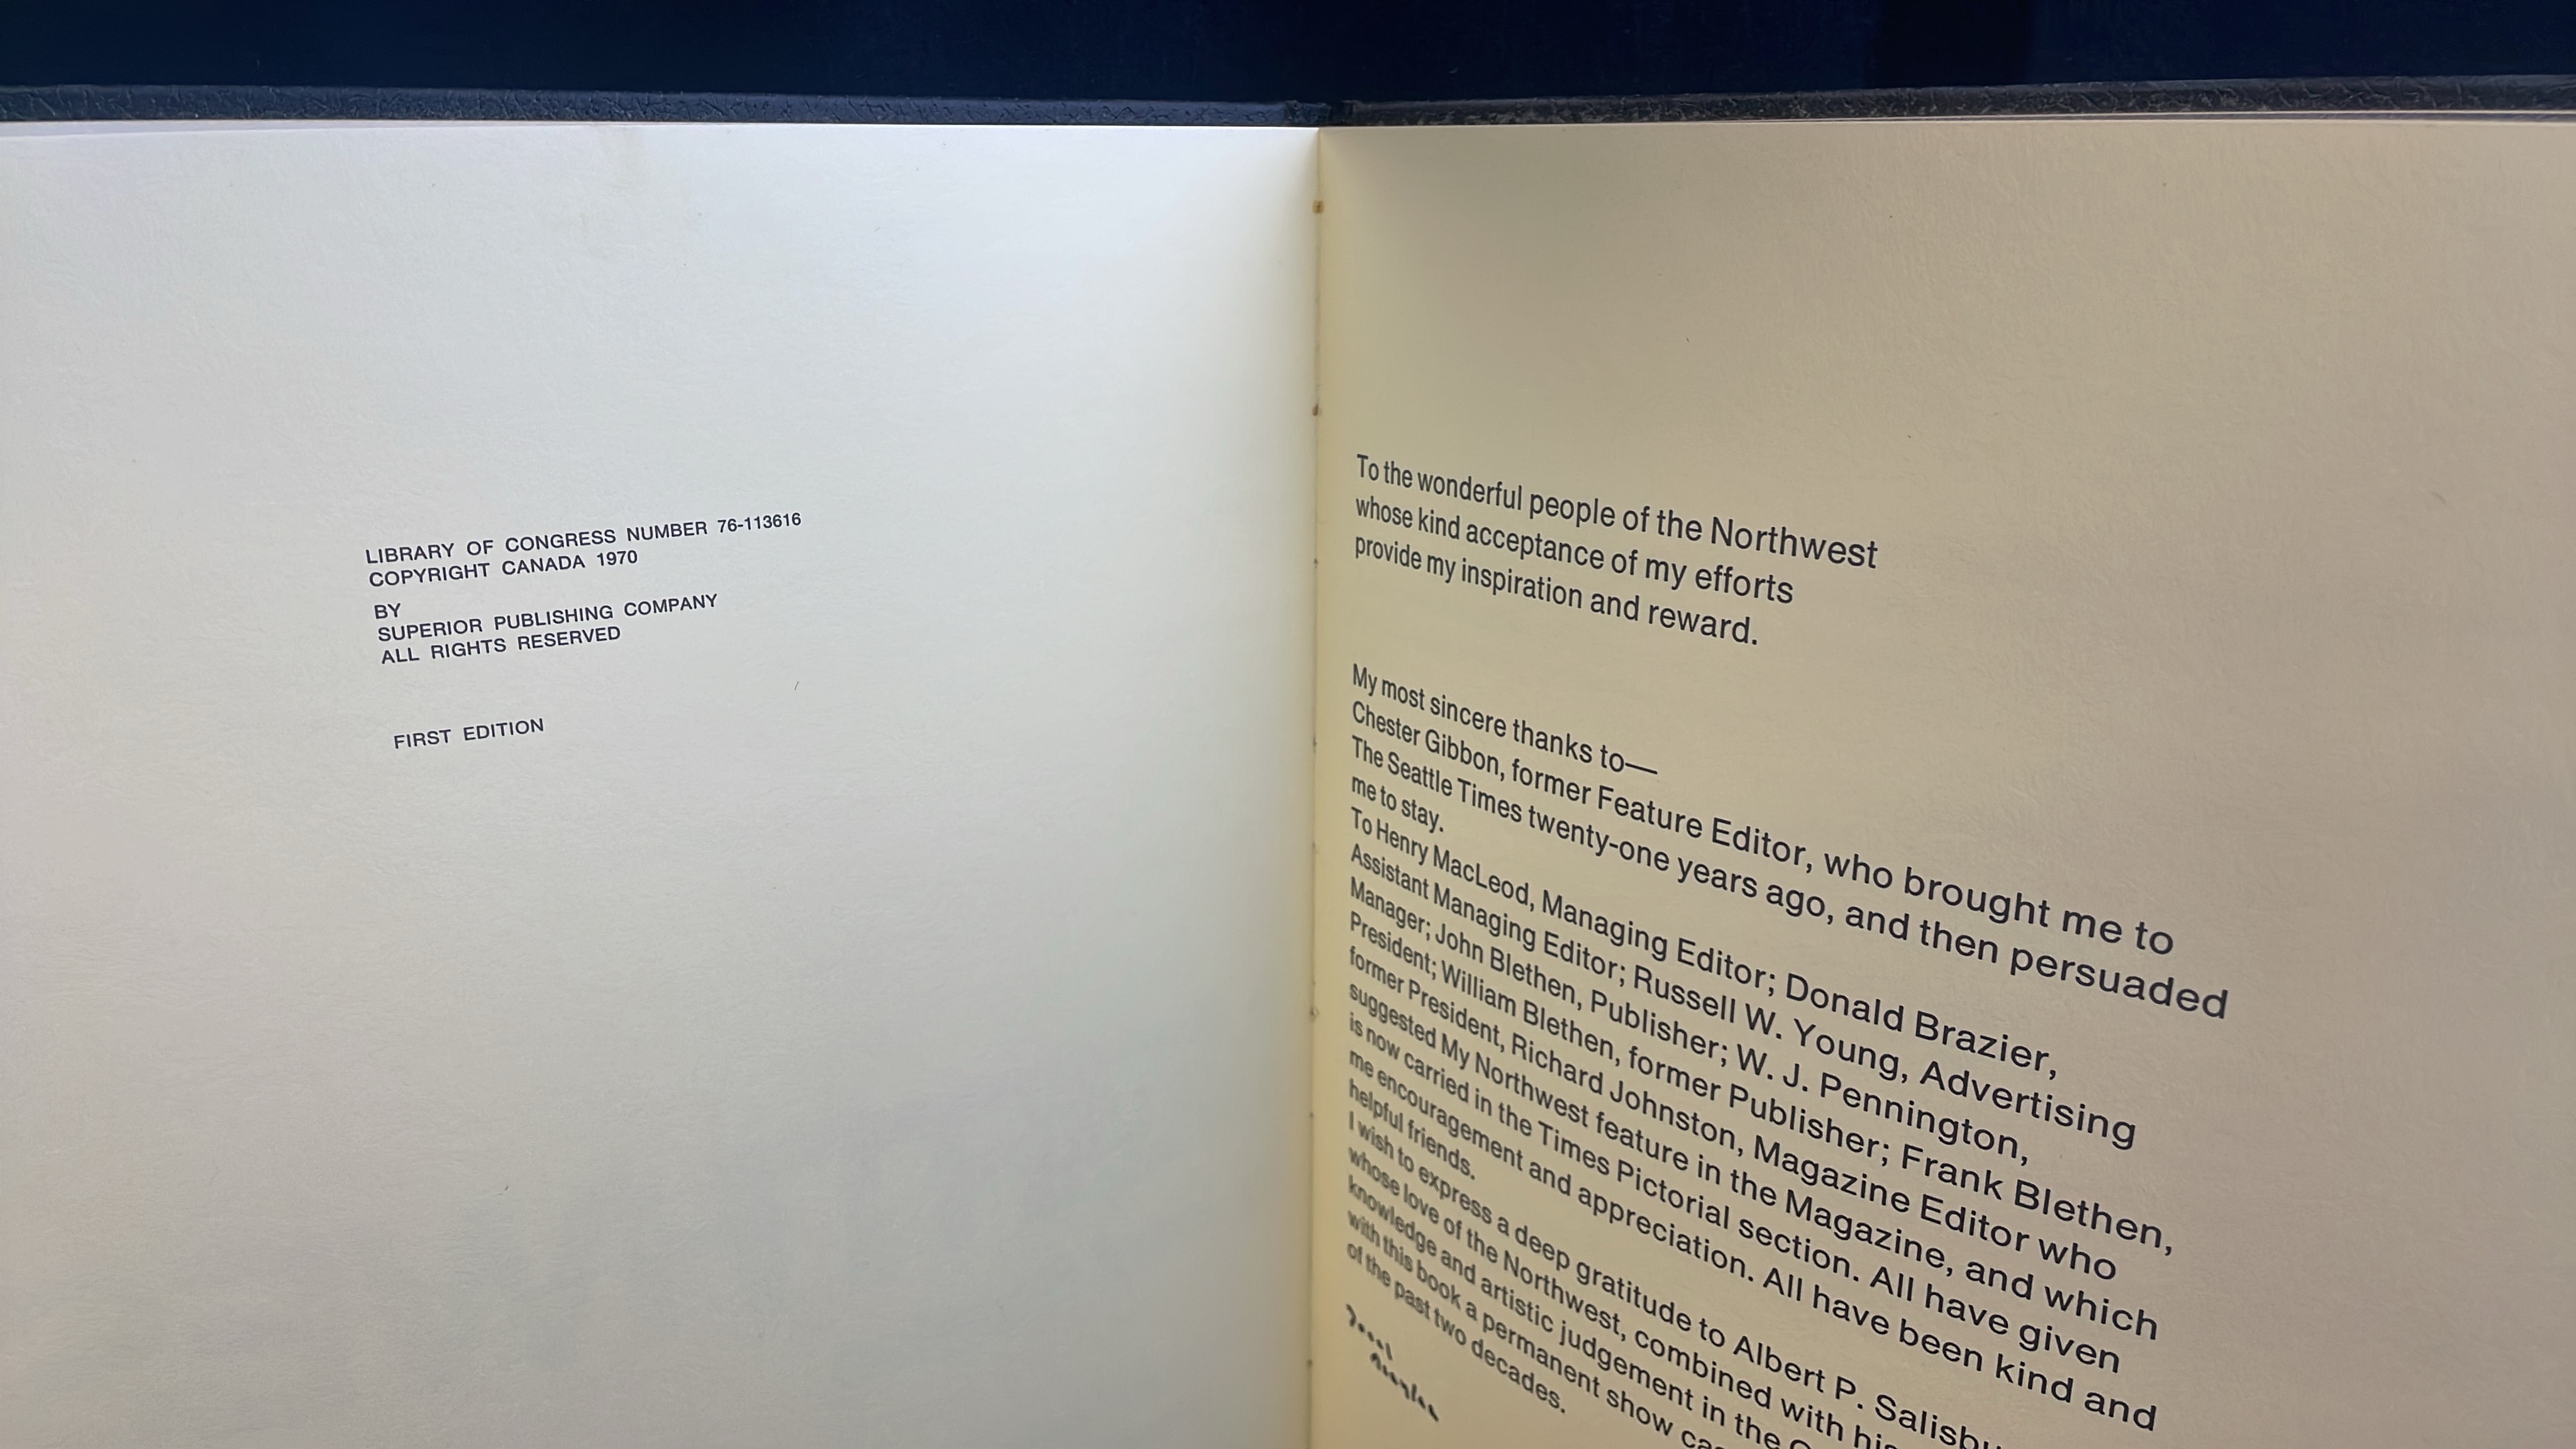 LIBRARY OF CONGRESS NUMBER 76-113616
COPYRIGHT CANADA 1970
BY
SUPERIOR PUBLISHING COMPANY
ALL RIGHTS RESERVED
FIRST EDITION
To the wonderful people of the Northwest
whose kind acceptance of my efforts
provide my inspiration and reward.
My most sincere thanks to—
Chester Gibbon, former Feature Editor, who brought me to
The Seattle Times twenty-one years ago, and then persuaded
me to stay.
To Henry MacLeod, Managing Editor; Donald Brazier,
Assistant Managing Editor; Russell W. Young, Advertising
Manager; John Blethen, Publisher; W. J. Pennington,
President; William Blethen, former Publisher; Frank Blethen,
former President, Richard Johnston, Magazine Editor who
suggested My Northwest feature in the Magazine, and which
is now carried in the Times Pictorial section. All have given
me encouragement and appreciation. All have been kind and
helpful friends.
I wish to express a deep gratitude to Albert P.
whose love of the Northwest, combined with his
knowledge and artistic judgement in the
with this book a permanent show
of the past two decades.